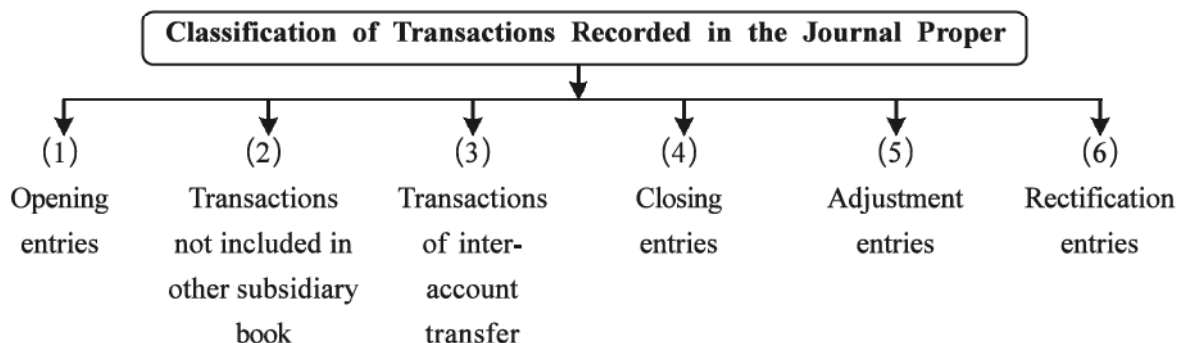 Classification of Transactions Recorded in the Journal Proper
(1)
Opening
entries
(2)
Transactions
not included in
other subsidiary
book
(3)
Transactions
of inter-
account
transfer
(4)
Closing
entries
(5)
Adjustment
entries
(6)
Rectification
entries